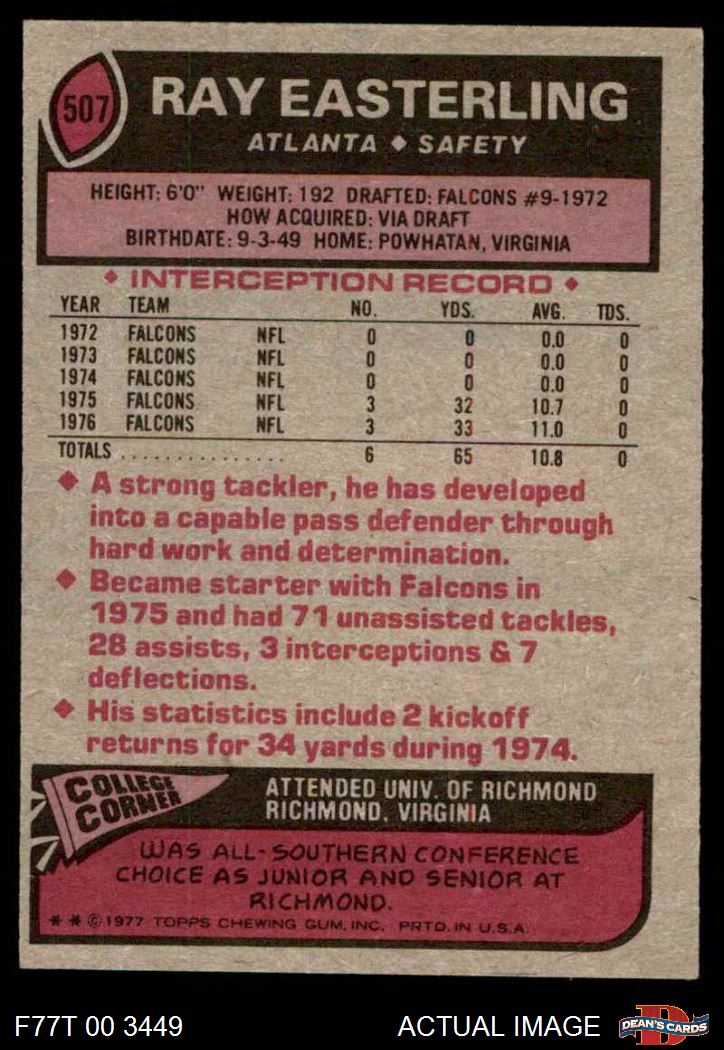 507
RAY EASTERLING
ATLANTA ◆ SAFETY
HEIGHT: 6'0" WEIGHT: 192 DRAFTED: FALCONS #9-1972
HOW ACQUIRED: VIA DRAFT
BIRTHDATE: 9-3-49 HOME: POWHATAN, VIRGINIA
◆ INTERCEPTION RECORD ◆
YEAR TEAM NO. YDS. AVG. TDS.
1972 FALCONS NFL 0 0 0.0 0
1973 FALCONS NFL 0 0 0.0 0
1974 FALCONS NFL 0 0 0.0 0
1975 FALCONS NFL 3 32 10.7 0
1976 FALCONS NFL 3 33 11.0 0
TOTALS . . . . . . . . . . . . . . . 6 65 10.8 0
◆ A strong tackler, he has developed
into a capable pass defender through
hard work and determination.
◆ Became starter with Falcons in
1975 and had 71 unassisted tackles,
28 assists, 3 interceptions & 7
deflections.
◆ His statistics include 2 kickoff
returns for 34 yards during 1974.
COLLEGE
CORNER
ATTENDED UNIV. OF RICHMOND
RICHMOND, VIRGINIA
WAS ALL-SOUTHERN CONFERENCE
CHOICE AS JUNIOR AND SENIOR AT
RICHMOND.
* * © 1977 TOPPS CHEWING GUM, INC. PRTD. IN U.S.A.
F77T 00 3449
ACTUAL IMAGE
D
DEAN'S CARDS